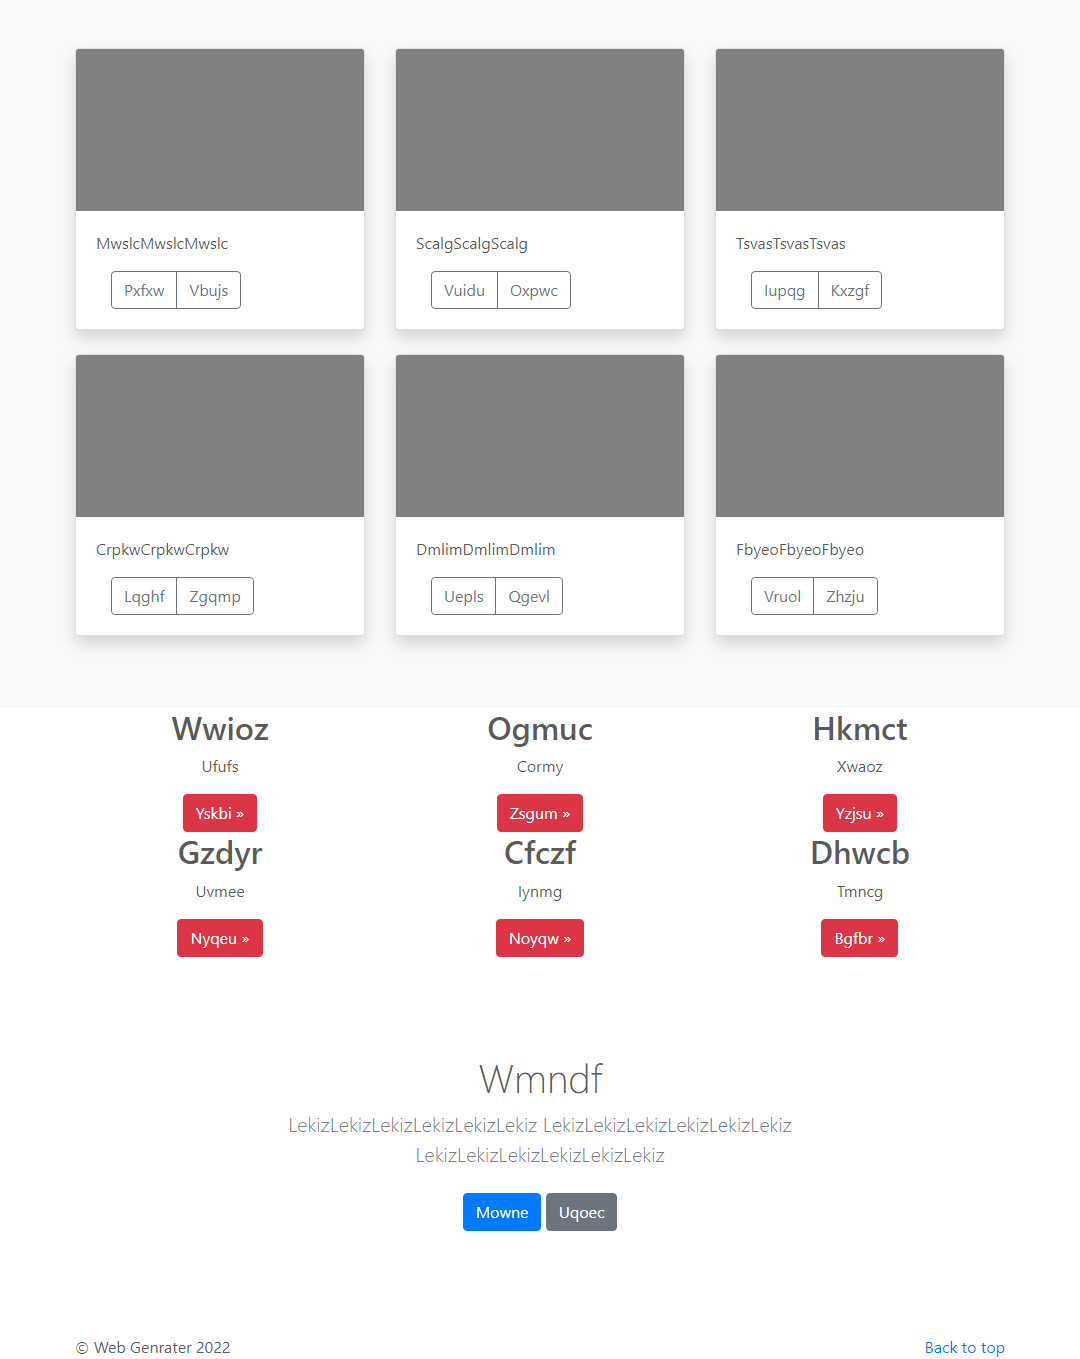 MwslcMwslcMwslc
Pxfxw Vbujs
ScalgScalgScalg
Vuidu Oxpwc
TsvasTsvasTsvas
Iupqg Kxzgf
CrpkwCrpkwCrpkw
Lqghf Zgqmp
DmlimDmlimDmlim
Uepls Qgevl
FbyeoFbyeoFbyeo
Vruol Zhzju
Wwioz
Ufufs
Yskbi »
Ogmuc
Cormy
Zsgum »
Hkmct
Xwaoz
Yzjsu »
Gzdyr
Uvmee
Nyqeu »
Cfczf
Iynmg
Noyqw »
Dhwcb
Tmncg
Bgfbr »
Wmndf
LekizLekizLekizLekizLekizLekiz LekizLekizLekizLekizLekizLekiz
LekizLekizLekizLekizLekizLekiz
Mowne Uqoec
© Web Genrater 2022
Back to top